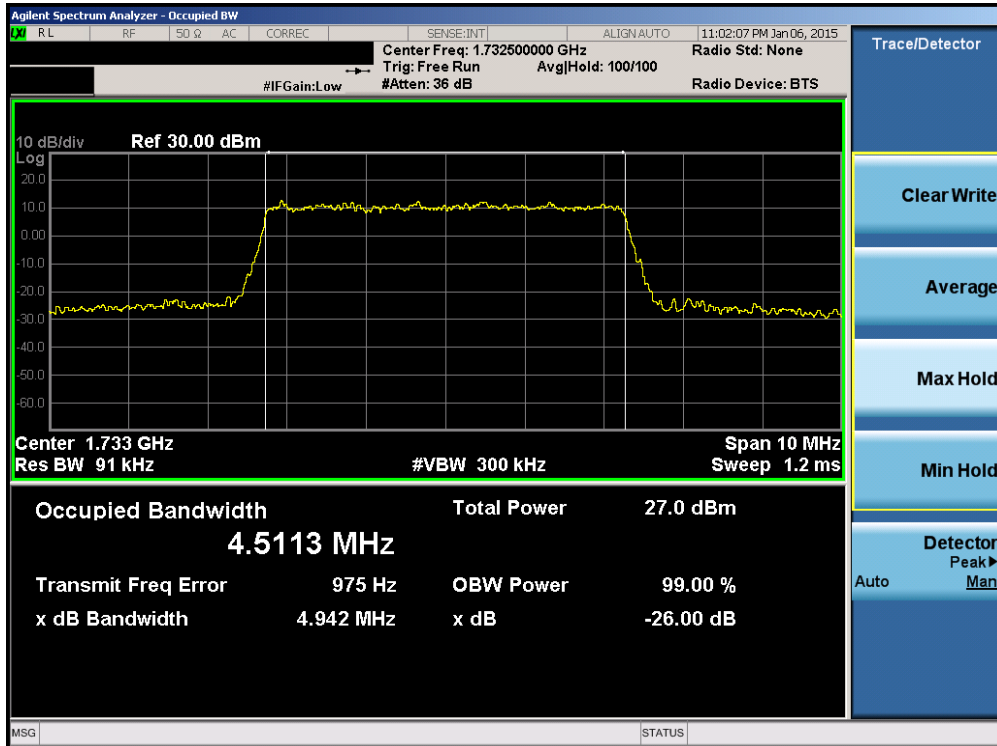 Agilent Spectrum Analyzer - Occupied BW
LXI RL RF 50 Ω AC CORREC SENSE:INT ALIGNAUTO 11:02:07 PM Jan 06, 2015
Center Freq: 1.732500000 GHz Radio Std: None
Trig: Free Run Avg|Hold: 100/100
#IFGain:Low #Atten: 36 dB Radio Device: BTS
10 dB/div Ref 30.00 dBm
Log
20.0
10.0
0.00
-10.0
-20.0
-30.0
-40.0
-50.0
-60.0
Center 1.733 GHz Span 10 MHz
Res BW 91 kHz #VBW 300 kHz Sweep 1.2 ms
Occupied Bandwidth Total Power 27.0 dBm
4.5113 MHz
Transmit Freq Error 975 Hz OBW Power 99.00 %
x dB Bandwidth 4.942 MHz x dB -26.00 dB
Trace/Detector
Clear Write
Average
Max Hold
Min Hold
Detector
Peak▶
Auto Man
MSG STATUS